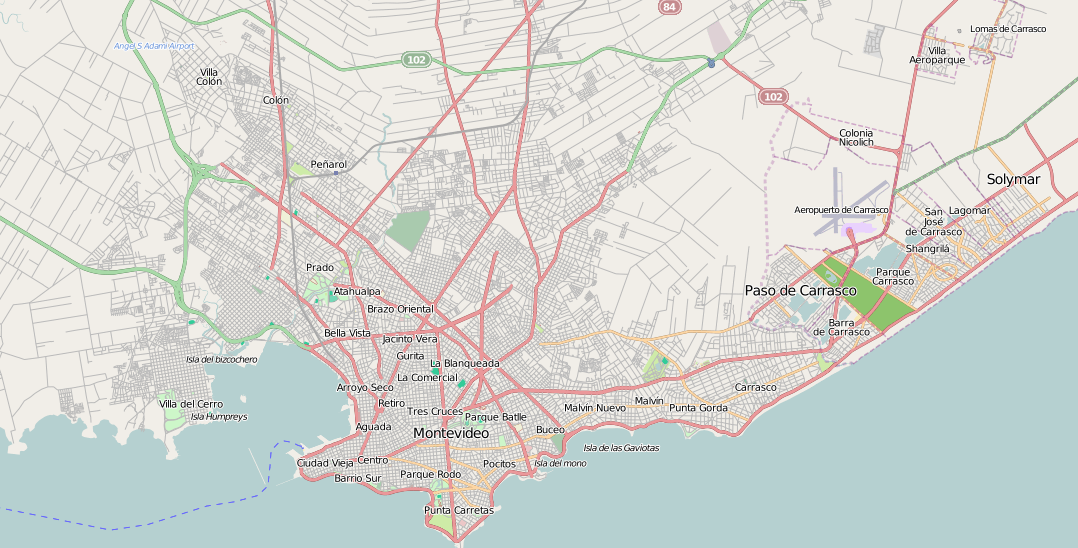 84
Lomas de Carrasco
Angel S Adami Airport
Villa
Aeroparque
102
Villa
Colón
Colón
102
Colonia
Nicolich
Peñarol
Solymar
Aeropuerto de Carrasco
San
José
de Carrasco
Lagomar
Shangrilá
Prado
Parque
Carrasco
Atahualpa
Paso de Carrasco
Brazo Oriental
Bella Vista
Jacinto Vera
Barra
de Carrasco
Isla del bizcochero
Gurita
La Blanqueada
La Comercial
Arroyo Seco
Carrasco
Villa del Cerro
Retiro
Malvin
Isla Humpreys
Tres Cruces
Parque Batlle
Malvin Nuevo
Punta Gorda
Aguada
Montevideo
Buceo
Isla de las Gaviotas
Ciudad Vieja
Centro
Pocitos
Isla del mono
Barrio Sur
Parque Rodo
Punta Carretas